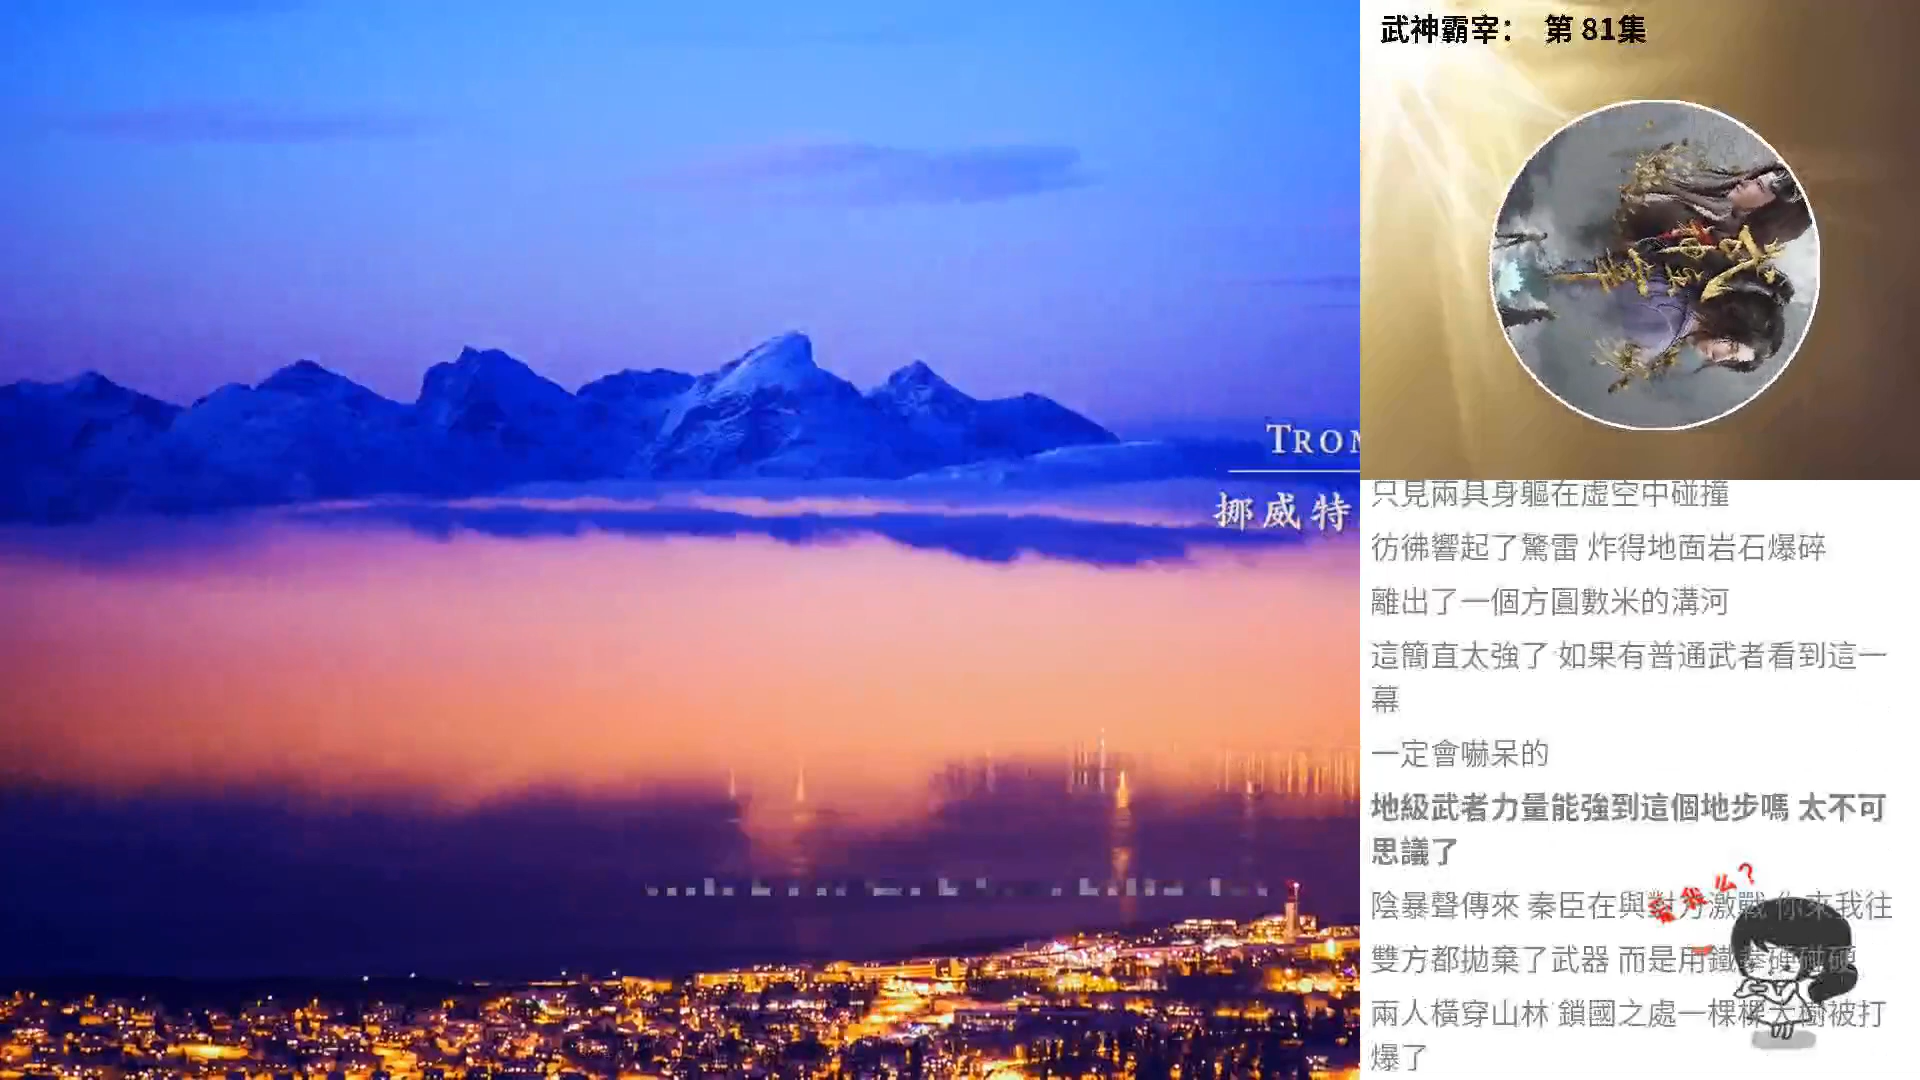 武神霸宰： 第 81集
TROM
挪威特
只見兩具身軀在虛空中碰撞
彷彿響起了驚雷 炸得地面岩石爆碎
離出了一個方圓數米的溝河
這簡直太強了 如果有普通武者看到這一
幕
一定會嚇呆的
地級武者力量能強到這個地步嗎 太不可
思議了
陰暴聲傳來 秦臣在與對方激戰 你來我往
雙方都拋棄了武器 而是用鐵拳硬碰硬
兩人橫穿山林 鎖國之處一棵棵大樹被打
爆了
愛我么?